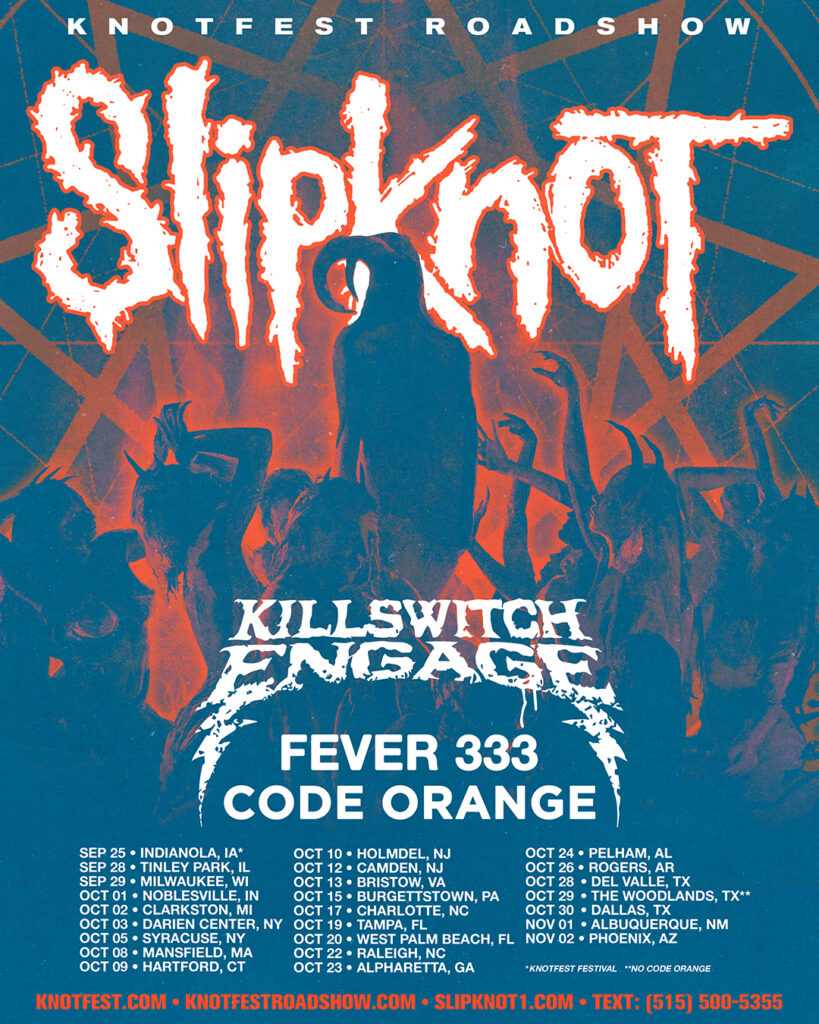 KNOTFEST ROADSHOW
Slipknot
KILLSWITCH
ENGAGE
FEVER 333
CODE ORANGE
SEP 25 • INDIANOLA, IA*
SEP 28 • TINLEY PARK, IL
SEP 29 • MILWAUKEE, WI
OCT 01 • NOBLESVILLE, IN
OCT 02 • CLARKSTON, MI
OCT 03 • DARIEN CENTER, NY
OCT 05 • SYRACUSE, NY
OCT 08 • MANSFIELD, MA
OCT 09 • HARTFORD, CT
OCT 10 • HOLMDEL, NJ
OCT 12 • CAMDEN, NJ
OCT 13 • BRISTOW, VA
OCT 15 • BURGETTSTOWN, PA
OCT 17 • CHARLOTTE, NC
OCT 19 • TAMPA, FL
OCT 20 • WEST PALM BEACH, FL
OCT 22 • RALEIGH, NC
OCT 23 • ALPHARETTA, GA
OCT 24 • PELHAM, AL
OCT 26 • ROGERS, AR
OCT 28 • DEL VALLE, TX
OCT 29 • THE WOODLANDS, TX**
OCT 30 • DALLAS, TX
NOV 01 • ALBUQUERQUE, NM
NOV 02 • PHOENIX, AZ
*KNOTFEST FESTIVAL **NO CODE ORANGE
KNOTFEST.COM • KNOTFESTROADSHOW.COM • SLIPKNOT1.COM • TEXT: (515) 500-5355